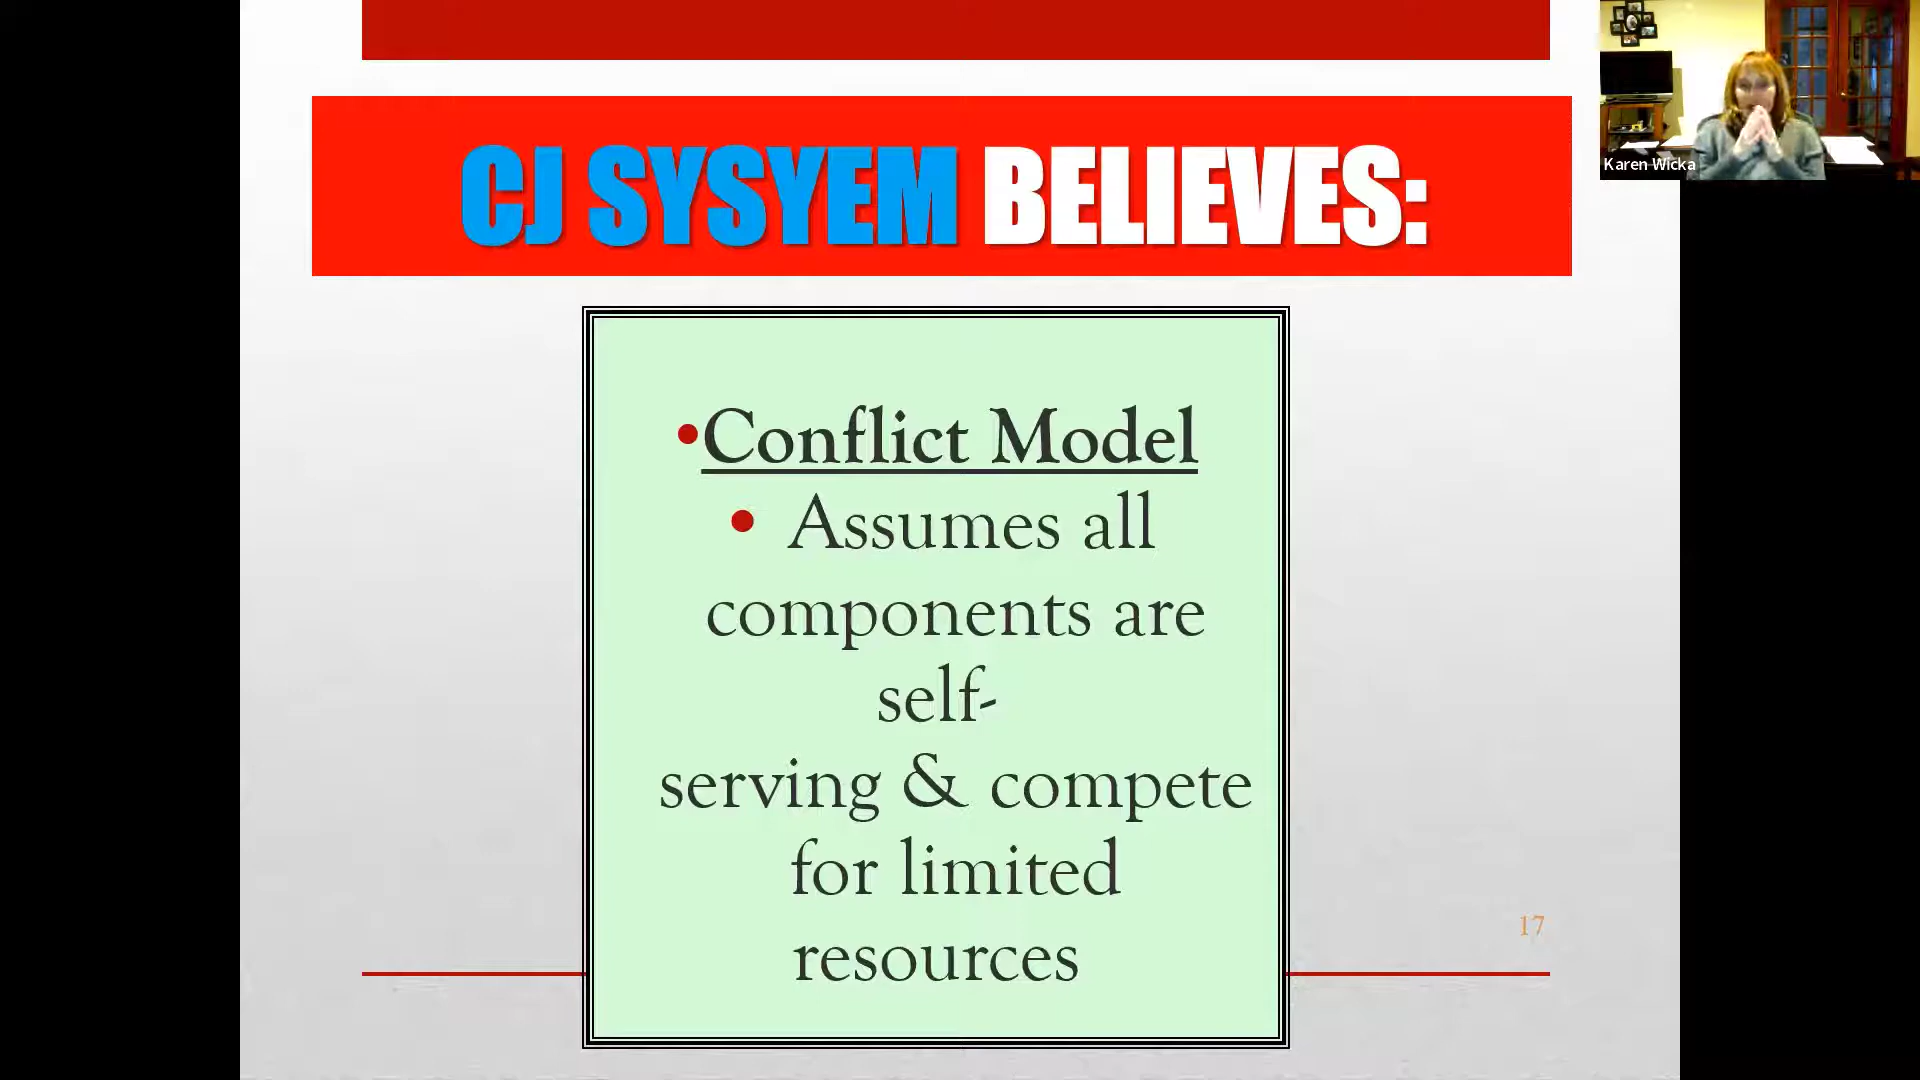 Karen Wicka
CJ SYSYEM BELIEVES:
•Conflict Model
• Assumes all
components are
self-
serving & compete
for limited
resources
17